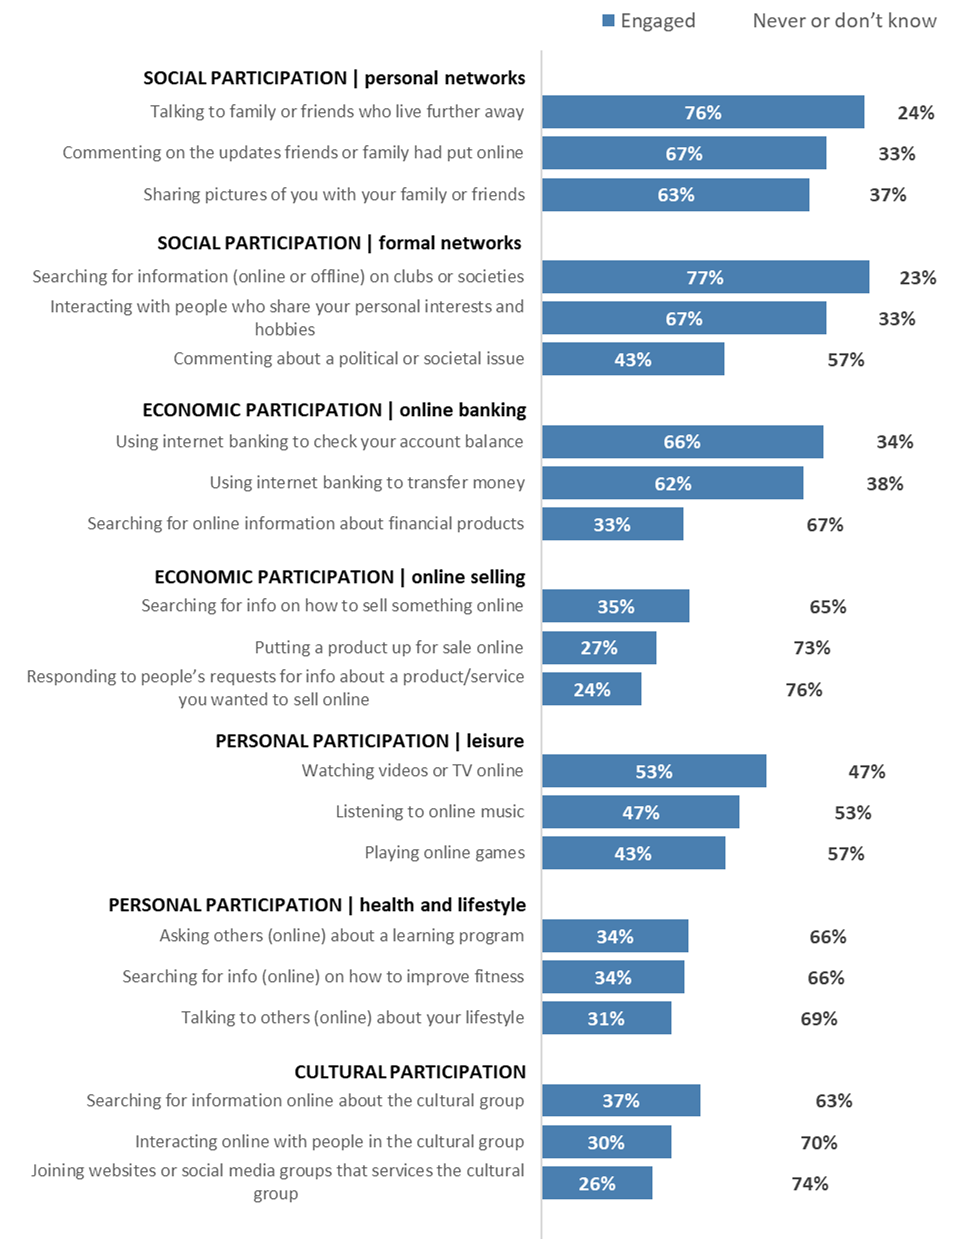 Engaged Never or don’t know
SOCIAL PARTICIPATION | personal networks
Talking to family or friends who live further away 76% 24%
Commenting on the updates friends or family had put online 67% 33%
Sharing pictures of you with your family or friends 63% 37%
SOCIAL PARTICIPATION | formal networks
Searching for information (online or offline) on clubs or societies 77% 23%
Interacting with people who share your personal interests and
hobbies 67% 33%
Commenting about a political or societal issue 43% 57%
ECONOMIC PARTICIPATION | online banking
Using internet banking to check your account balance 66% 34%
Using internet banking to transfer money 62% 38%
Searching for online information about financial products 33% 67%
ECONOMIC PARTICIPATION | online selling
Searching for info on how to sell something online 35% 65%
Putting a product up for sale online 27% 73%
Responding to people’s requests for info about a product/service
you wanted to sell online 24% 76%
PERSONAL PARTICIPATION | leisure
Watching videos or TV online 53% 47%
Listening to online music 47% 53%
Playing online games 43% 57%
PERSONAL PARTICIPATION | health and lifestyle
Asking others (online) about a learning program 34% 66%
Searching for info (online) on how to improve fitness 34% 66%
Talking to others (online) about your lifestyle 31% 69%
CULTURAL PARTICIPATION
Searching for information online about the cultural group 37% 63%
Interacting online with people in the cultural group 30% 70%
Joining websites or social media groups that services the cultural
group 26% 74%